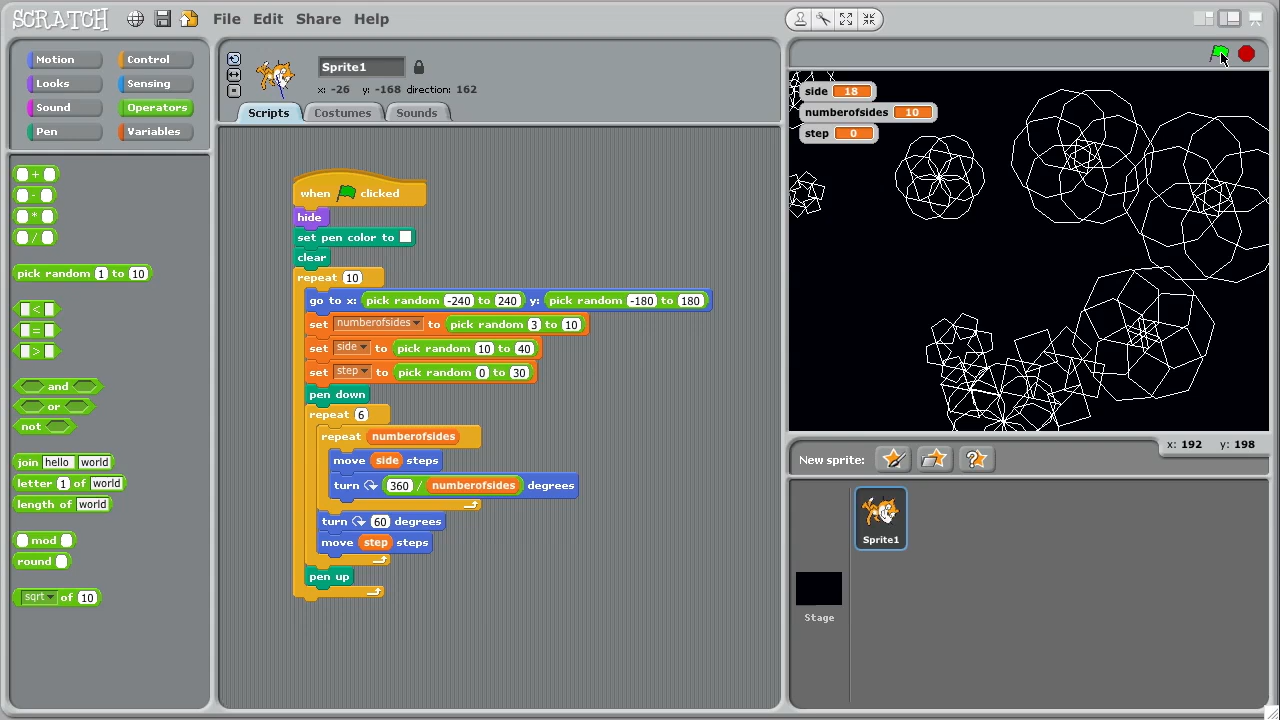 SCRATCH File Edit Share Help
Motion Control
Looks Sensing
Sound Operators
Pen Variables
+
-
*
/
pick random 1 to 10
<
=
>
and
or
not
join hello world
letter 1 of world
length of world
mod
round
sqrt of 10
Sprite1
x: -26 y: -168 direction: 162
Scripts Costumes Sounds
when clicked
hide
set pen color to
clear
repeat 10
go to x: pick random -240 to 240 y: pick random -180 to 180
set numberofsides to pick random 3 to 10
set side to pick random 10 to 40
set step to pick random 0 to 30
pen down
repeat 6
repeat numberofsides
move side steps
turn 360 / numberofsides degrees
turn 60 degrees
move step steps
pen up
side 18
numberofsides 10
step 0
x: 192 y: 198
New sprite:
Sprite1
Stage